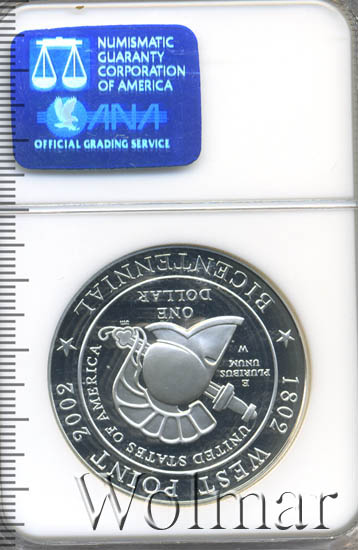 NUMISMATIC
GUARANTY
CORPORATION
OF AMERICA
ANA
OFFICIAL GRADING SERVICE
WEST POINT
BICENTENNIAL
1802
2002
UNITED STATES OF AMERICA
E
PLURIBUS
UNUM
W
ONE
DOLLAR
Wolmar